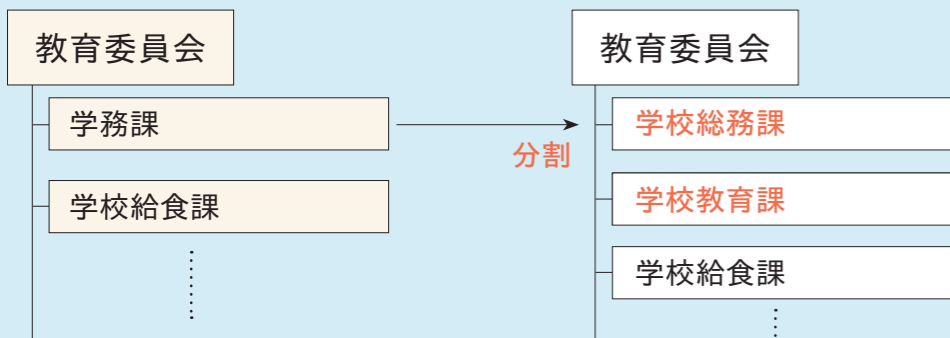 教育委員会
学務課
学校給食課
分割
教育委員会
学校総務課
学校教育課
学校給食課